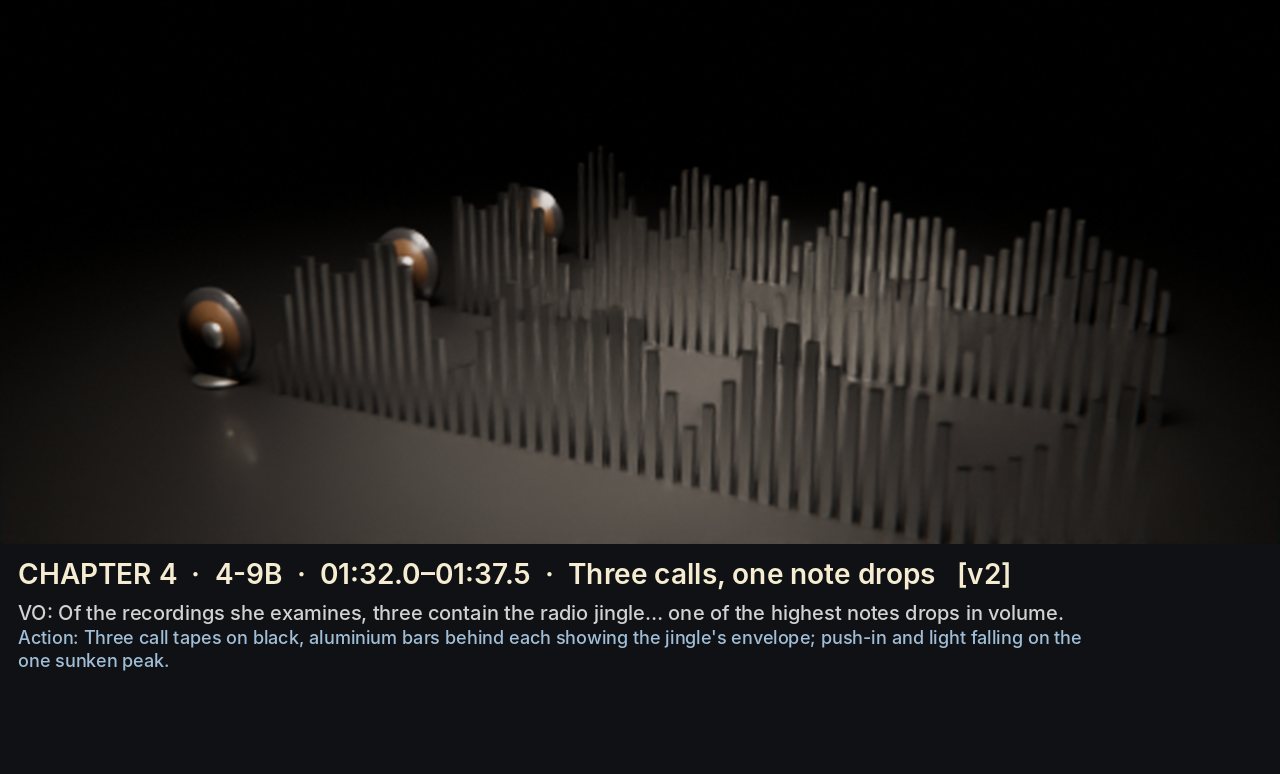 CHAPTER 4 · 4-9B · 01:32.0–01:37.5 · Three calls, one note drops [v2]
VO: Of the recordings she examines, three contain the radio jingle... one of the highest notes drops in volume.
Action: Three call tapes on black, aluminium bars behind each showing the jingle's envelope; push-in and light falling on the
one sunken peak.